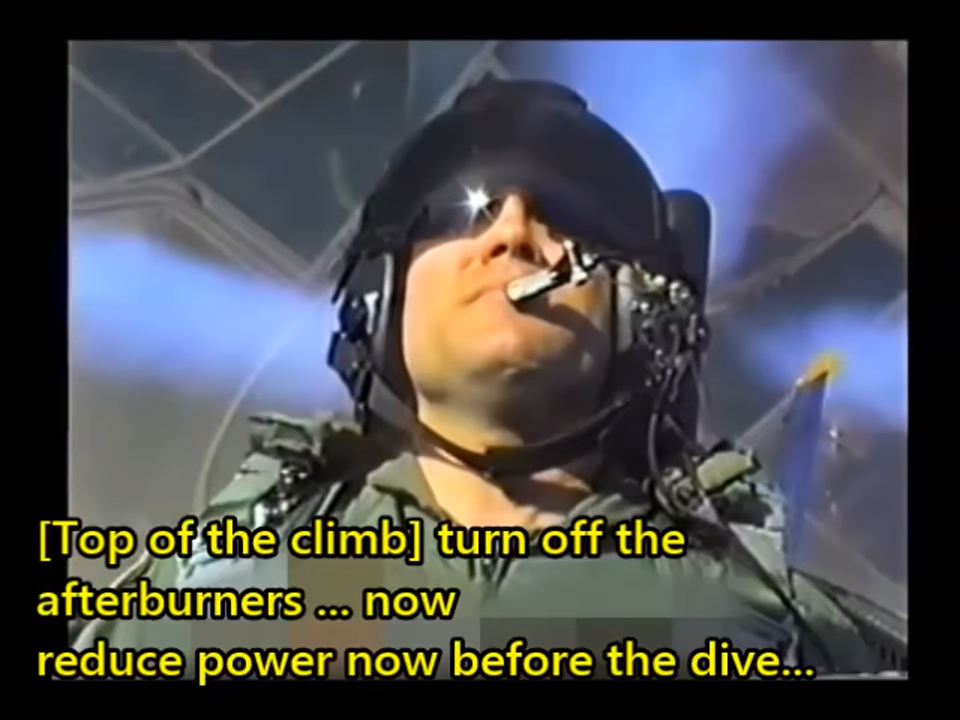 [Top of the climb] turn off the
afterburners ... now
reduce power now before the dive...